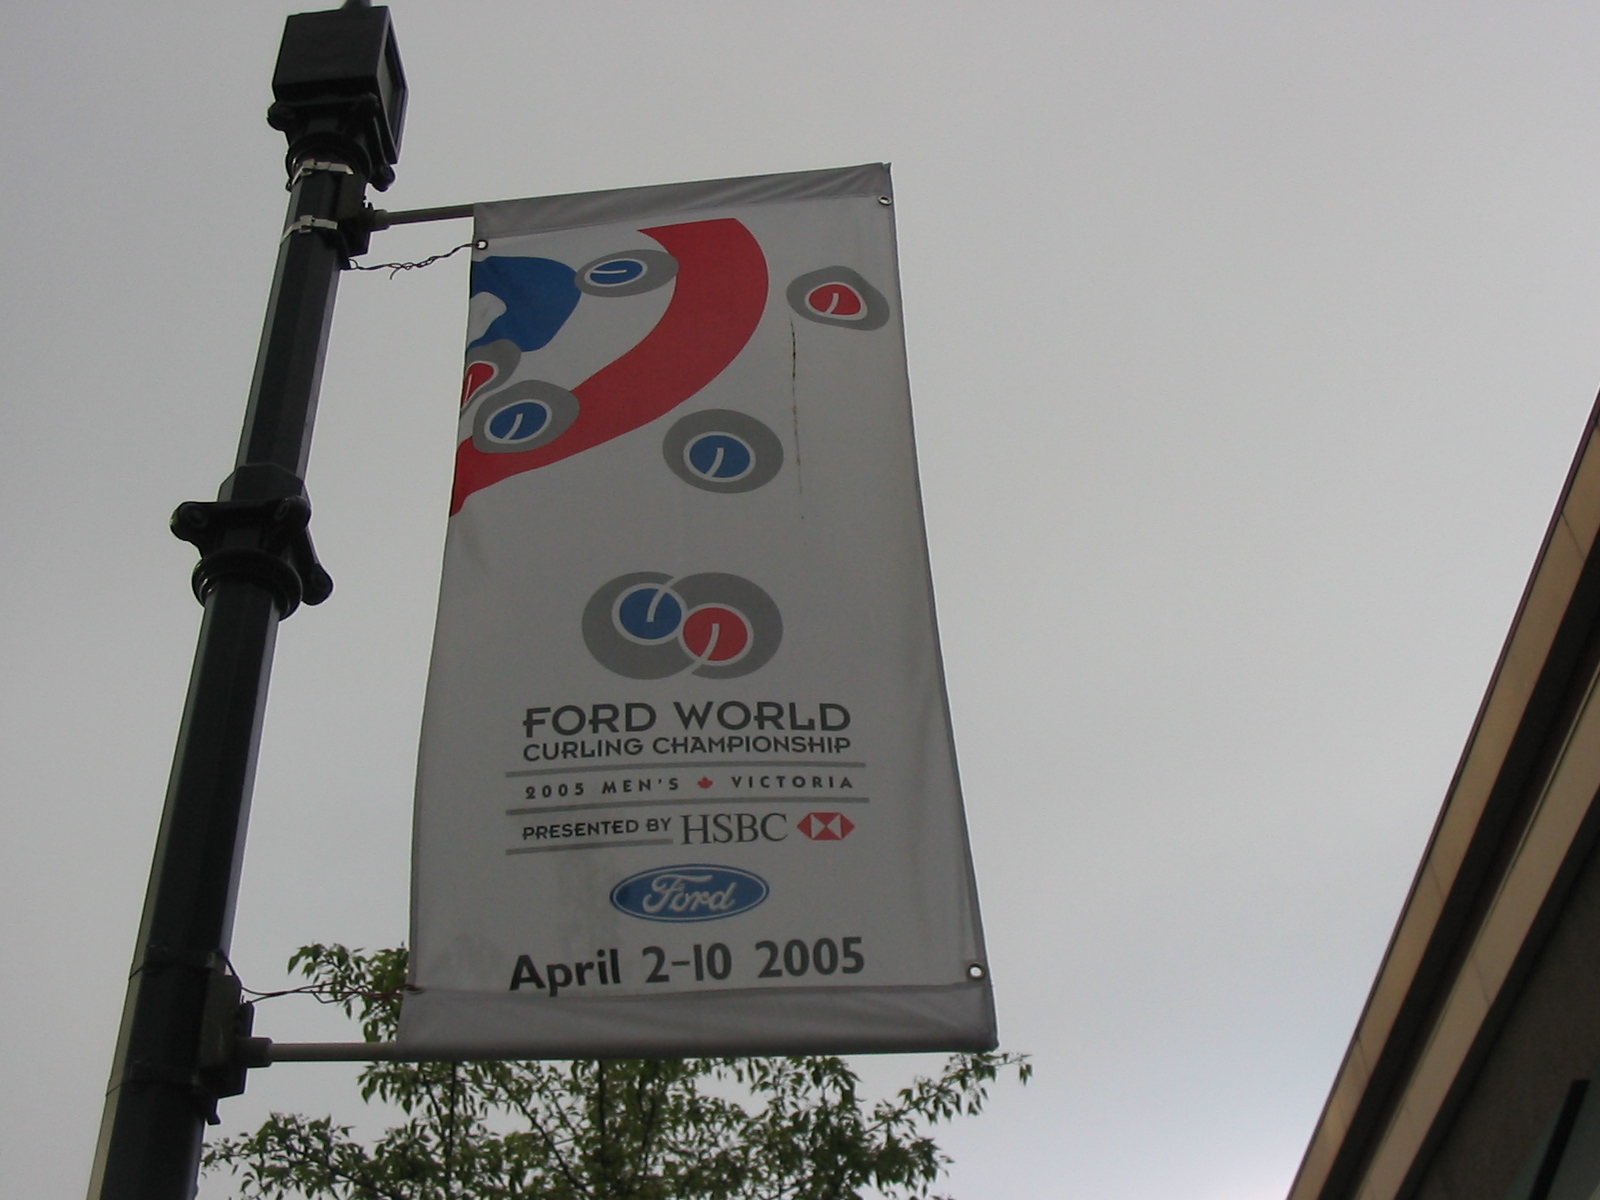 FORD WORLD
CURLING CHAMPIONSHIP
2005 MEN'S VICTORIA
PRESENTED BY HSBC
Ford
April 2-10 2005